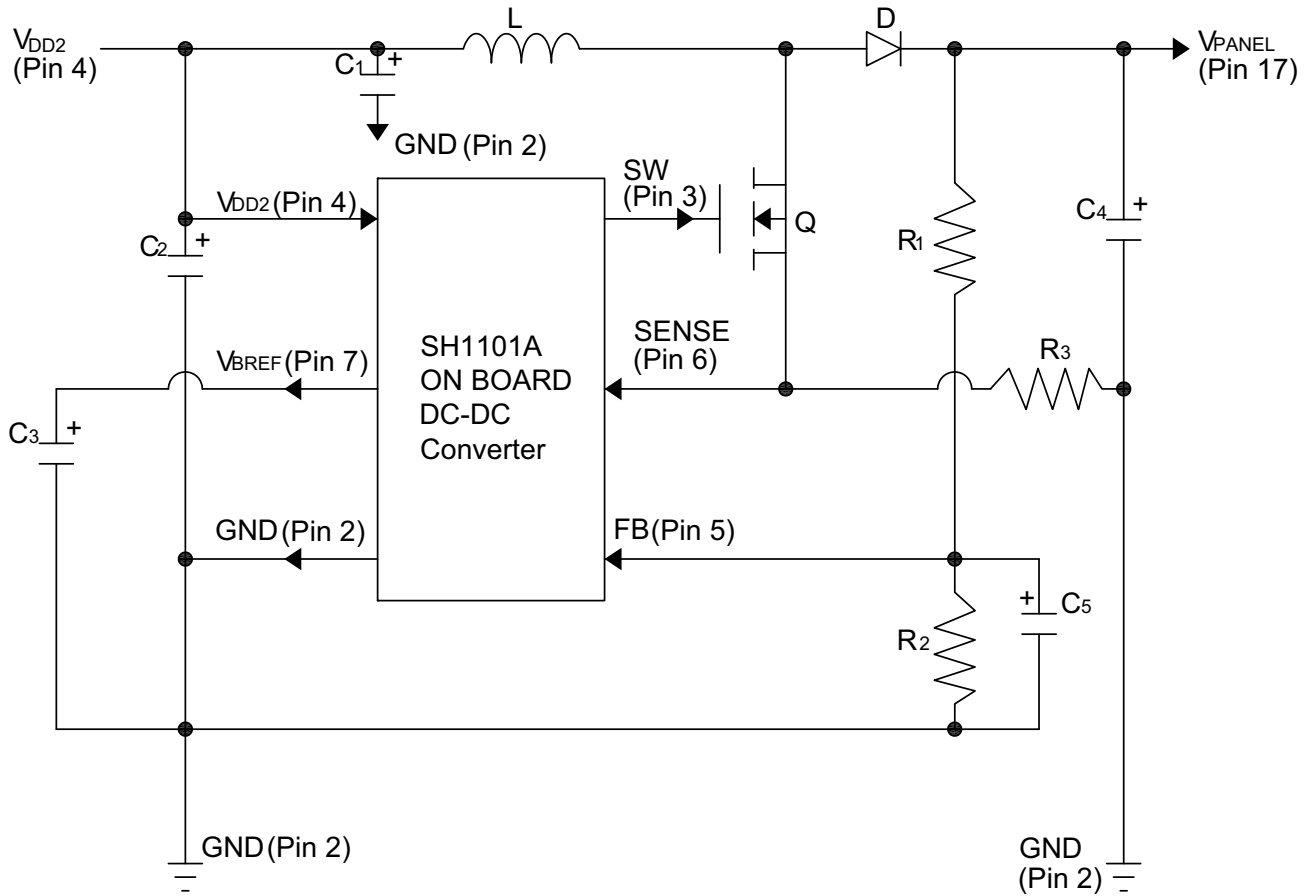 L
D
VDD2
(Pin 4)
C1
+
VPANEL
(Pin 17)
GND (Pin 2)
SW
(Pin 3)
VDD2 (Pin 4)
C2
+
Q
R1
C4
+
SH1101A
ON BOARD
DC-DC
Converter
VBREF (Pin 7)
SENSE
(Pin 6)
R3
C3
+
GND (Pin 2)
FB (Pin 5)
R2
+
C5
GND (Pin 2)
GND
(Pin 2)